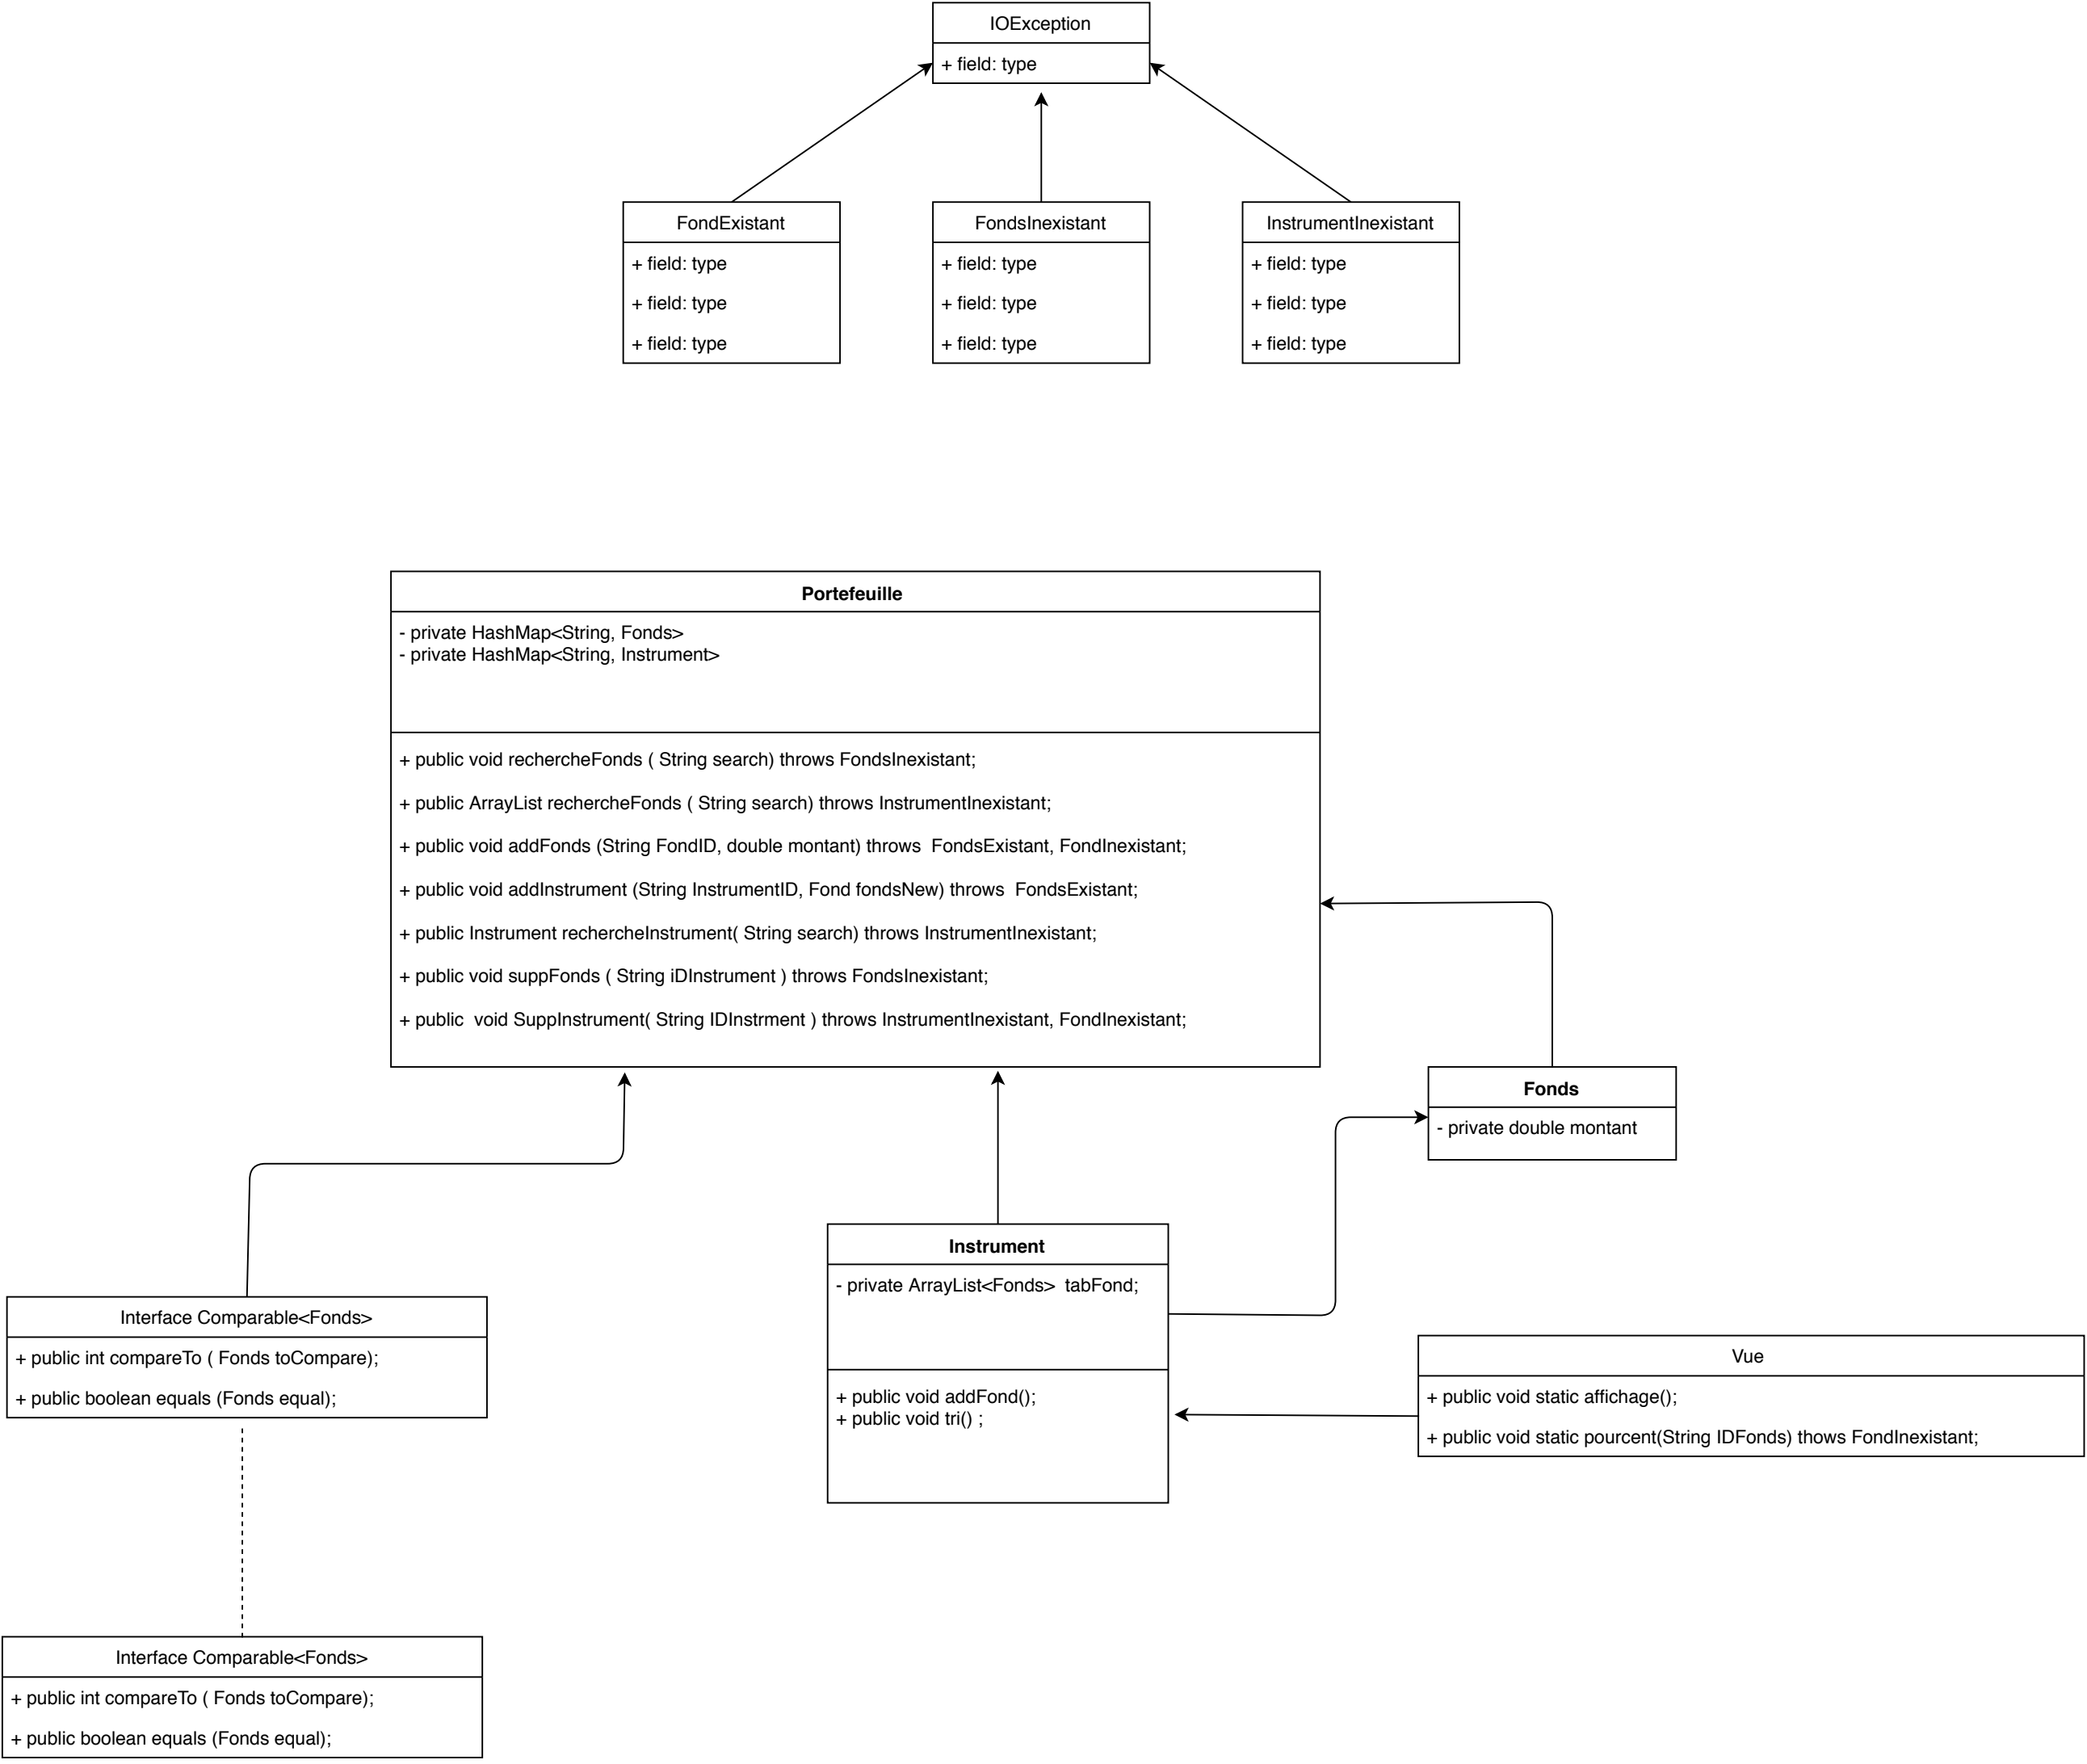 IOException
+ field: type
FondExistant
+ field: type
+ field: type
+ field: type
FondsInexistant
+ field: type
+ field: type
+ field: type
InstrumentInexistant
+ field: type
+ field: type
+ field: type
Portefeuille
- private HashMap<String, Fonds>
- private HashMap<String, Instrument>
+ public void rechercheFonds ( String search) throws FondsInexistant;
+ public ArrayList rechercheFonds ( String search) throws InstrumentInexistant;
+ public void addFonds (String FondID, double montant) throws  FondsExistant, FondInexistant;
+ public void addInstrument (String InstrumentID, Fond fondsNew) throws  FondsExistant;
+ public Instrument rechercheInstrument( String search) throws InstrumentInexistant;
+ public void suppFonds ( String iDInstrument ) throws FondsInexistant;
+ public  void SuppInstrument( String IDInstrment ) throws InstrumentInexistant, FondInexistant;
Fonds
- private double montant
Instrument
- private ArrayList<Fonds>  tabFond;
+ public void addFond();
+ public void tri() ;
Interface Comparable<Fonds>
+ public int compareTo ( Fonds toCompare);
+ public boolean equals (Fonds equal);
Vue
+ public void static affichage();
+ public void static pourcent(String IDFonds) thows FondInexistant;
Interface Comparable<Fonds>
+ public int compareTo ( Fonds toCompare);
+ public boolean equals (Fonds equal);